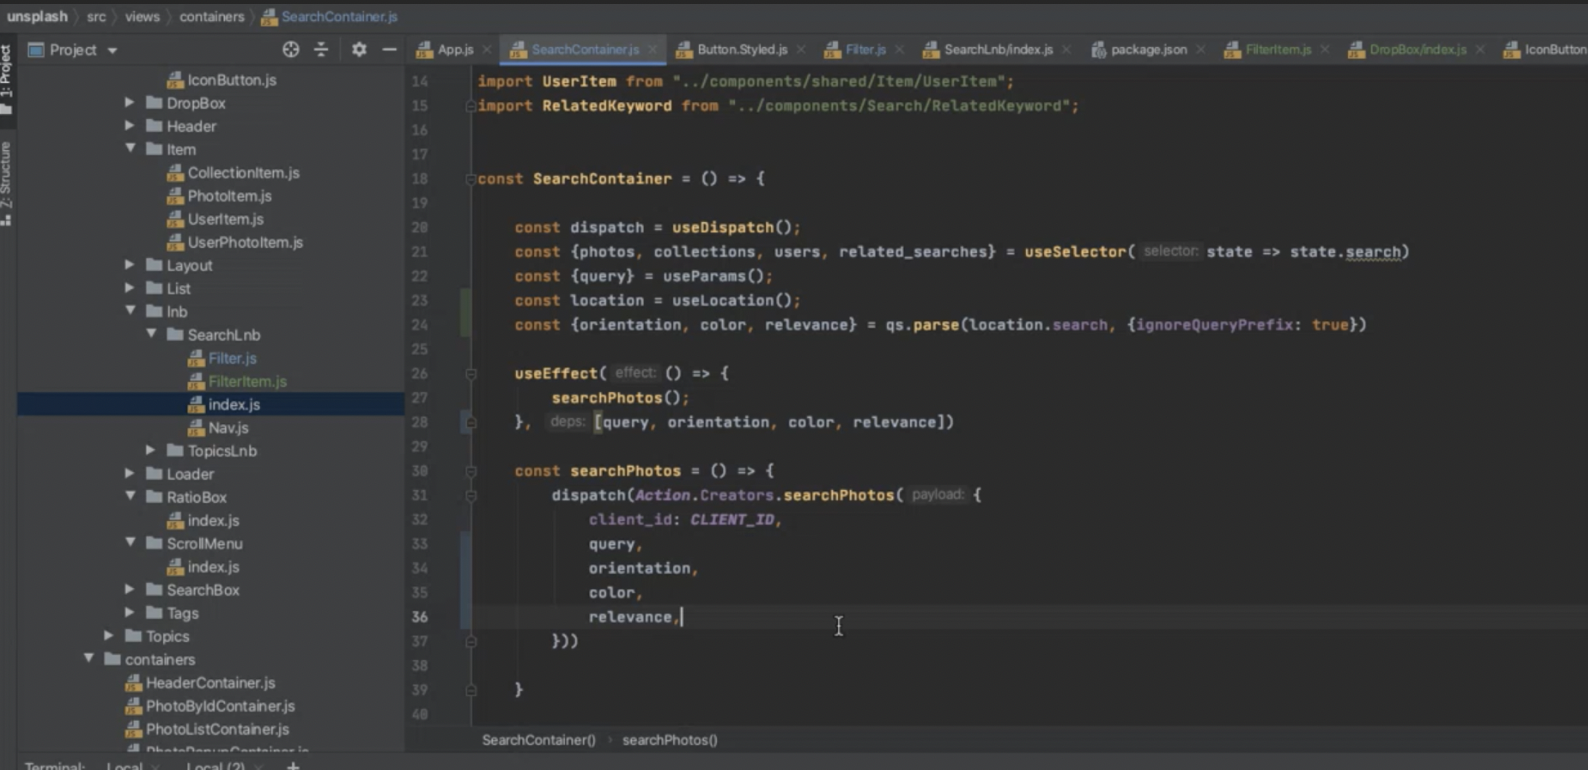 unsplash src views containers SearchContainer.js
Project
App.js SearchContainer.js Button.Styled.js Filter.js SearchLnb/index.js package.json FilterItem.js DropBox/index.js IconButton
1: Project
Z: Structure
IconButton.js
DropBox
Header
Item
CollectionItem.js
PhotoItem.js
UserItem.js
UserPhotoItem.js
Layout
List
lnb
SearchLnb
Filter.js
FilterItem.js
index.js
Nav.js
TopicsLnb
Loader
RatioBox
index.js
ScrollMenu
index.js
SearchBox
Tags
Topics
containers
HeaderContainer.js
PhotoByIdContainer.js
PhotoListContainer.js
PhotoPopupContainer.js
14 import UserItem from "../components/shared/Item/UserItem";
15 import RelatedKeyword from "../components/Search/RelatedKeyword";
16
17
18 const SearchContainer = () => {
19
20 const dispatch = useDispatch();
21 const {photos, collections, users, related_searches} = useSelector( selector: state => state.search)
22 const {query} = useParams();
23 const location = useLocation();
24 const {orientation, color, relevance} = qs.parse(location.search, {ignoreQueryPrefix: true})
25
26 useEffect( effect: () => {
27 searchPhotos();
28 }, deps: [query, orientation, color, relevance])
29
30 const searchPhotos = () => {
31 dispatch(Action.Creators.searchPhotos( payload: {
32 client_id: CLIENT_ID,
33 query,
34 orientation,
35 color,
36 relevance,
37 }))
38
39 }
40
SearchContainer() searchPhotos()
Terminal: Local Local (2) +